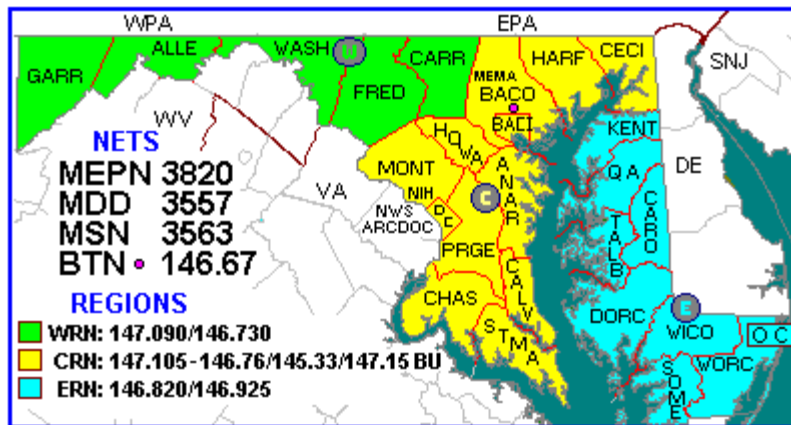 WPA EPA
GARR ALLE WASH W CARR HARF CECI
FRED MEMA
BACO
BACI
SNJ
WV
VA
DE
KENT
HOWA
MONT
NIH
ANAR
C
DC
NWS
ARCDOC
PRGE
CALV
CHAS
STMA
QA
CARO
TALB
DORC
E
WICO
O C
WORC
SOME
NETS
MEPN 3820
MDD 3557
MSN 3563
BTN • 146.67
REGIONS
WRN: 147.090/146.730
CRN: 147.105-146.76/145.33/147.15 BU
ERN: 146.820/146.925